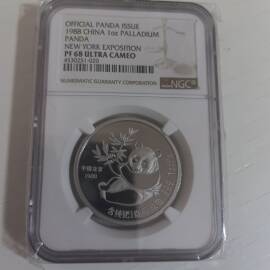 OFFICIAL PANDA ISSUE
1988 CHINA 1oz PALLADIUM
PANDA
NEW YORK EXPOSITION
PF 68 ULTRA CAMEO
NGC
NUMISMATIC GUARANTY CORPORATION
1988